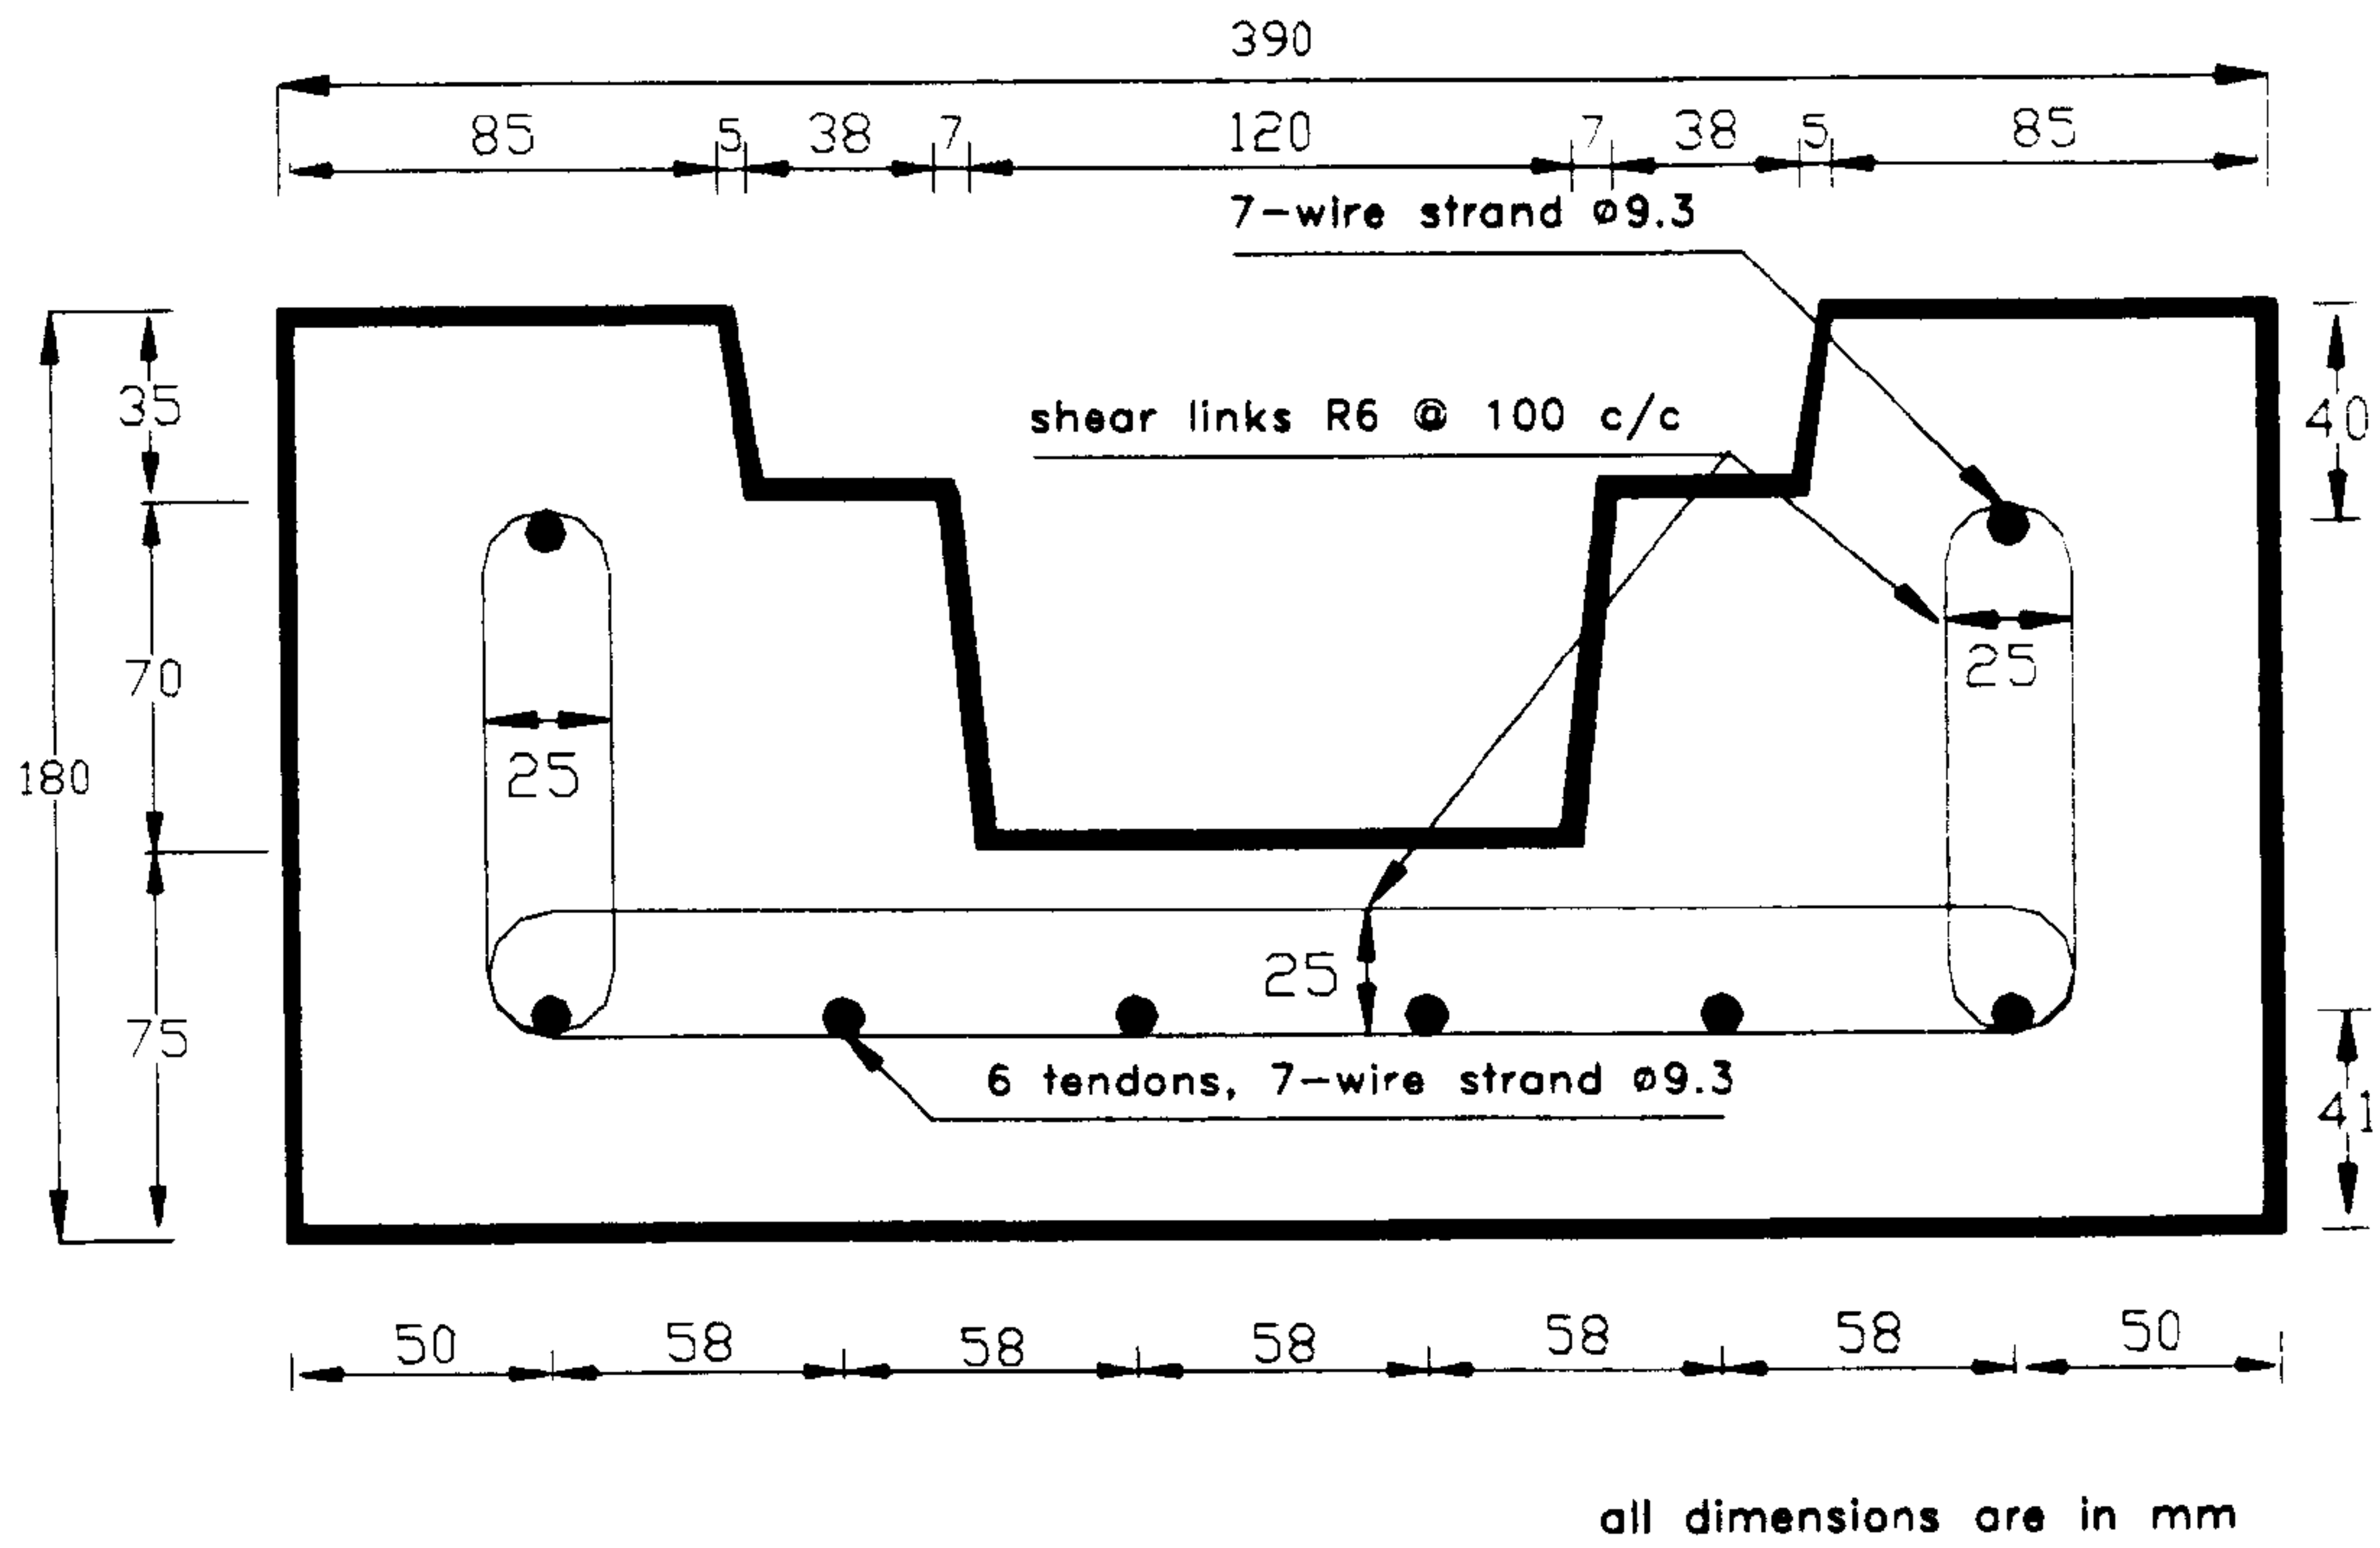 390
85 5 38 7 120 7 38 5 85
7-wire strand ø9.3
35
shear links R6 @ 100 c/c
40
70
25
180
25
25
75
6 tendons, 7-wire strand ø9.3
41
50 58 58 58 58 58 50
all dimensions are in mm